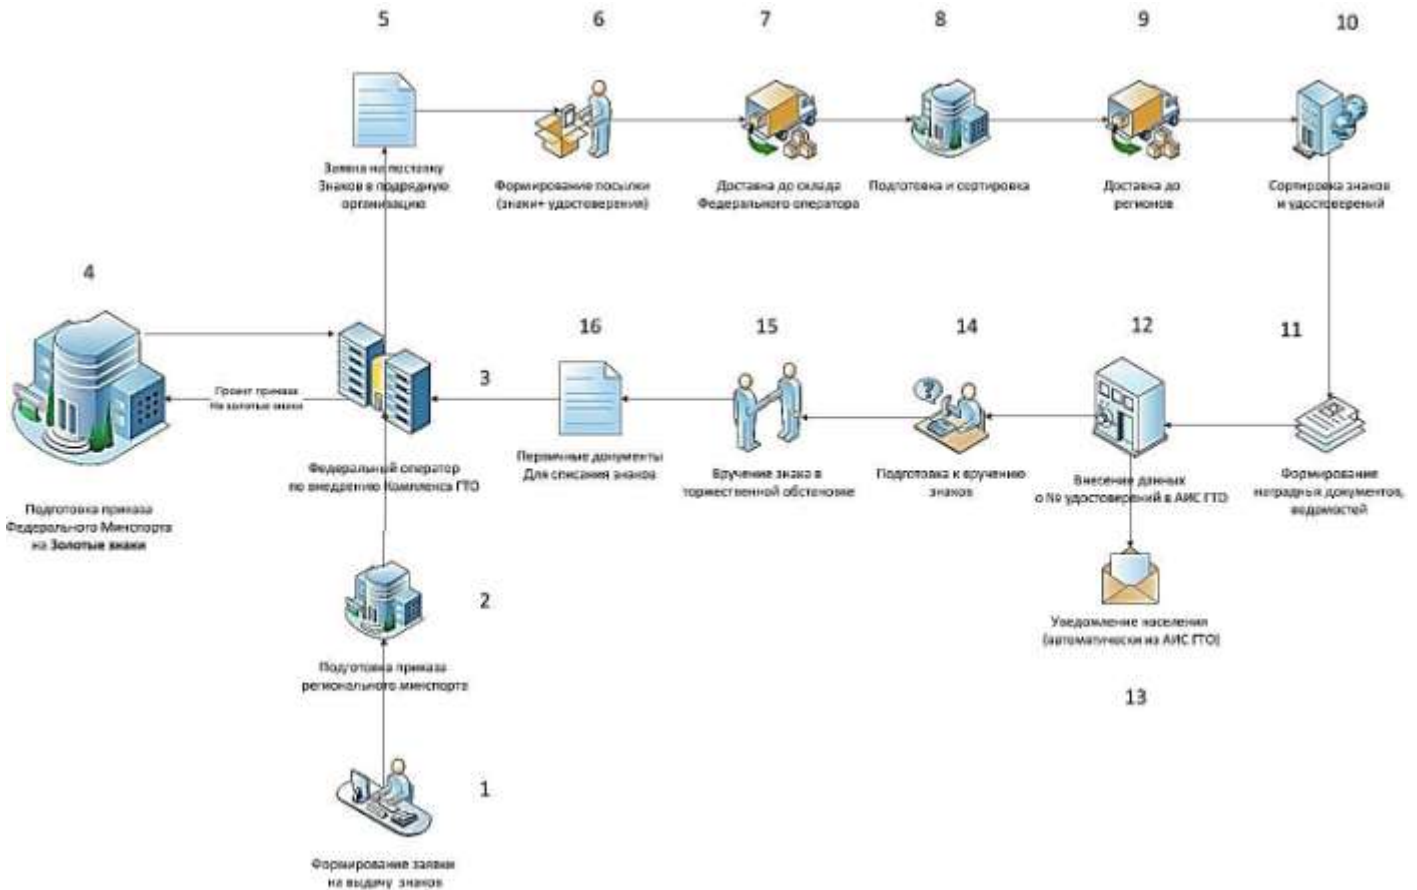 5
6
7
8
9
10
Заявка на поставку
Знаков в подрядную
организацию
Формирование посылки
(знаки+ удостоверения)
Доставка до склада
Федерального оператора
Подготовка и сортировка
Доставка до
регионов
Сортировка знаков
и удостоверений
4
16
15
14
12
11
3
Проект приказа
На золотые знаки
Подготовка приказа
Федерального Минспорта
на Золотые знаки
Федеральный оператор
по внедрению Комплекса ГТО
Первичные документы
Для списания знаков
Вручение знака в
торжественной обстановке
Подготовка к вручению
знаков
Внесение данных
о № удостоверений в АИС ГТО
Формирование
наградных документов,
ведомостей
2
Подготовка приказа
регионального минспорта
Уведомление населения
(автоматически из АИС ГТО)
13
1
Формирование заявки
на выдачу знаков